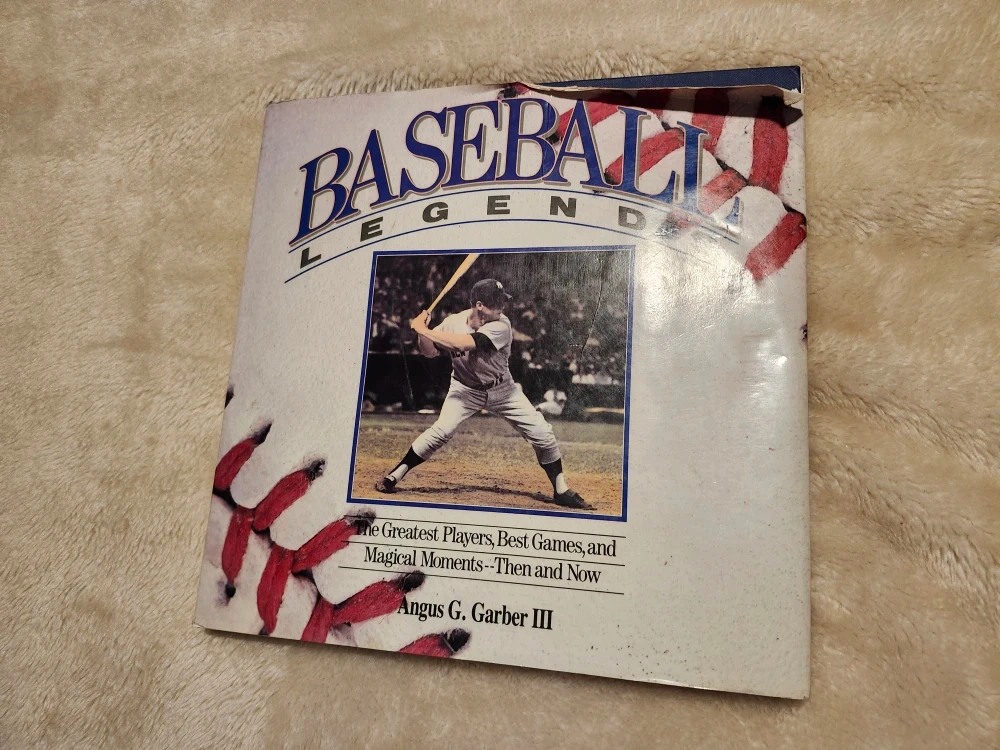 BASEBALL
LEGENDS
The Greatest Players, Best Games, and
Magical Moments--Then and Now
Angus G. Garber III